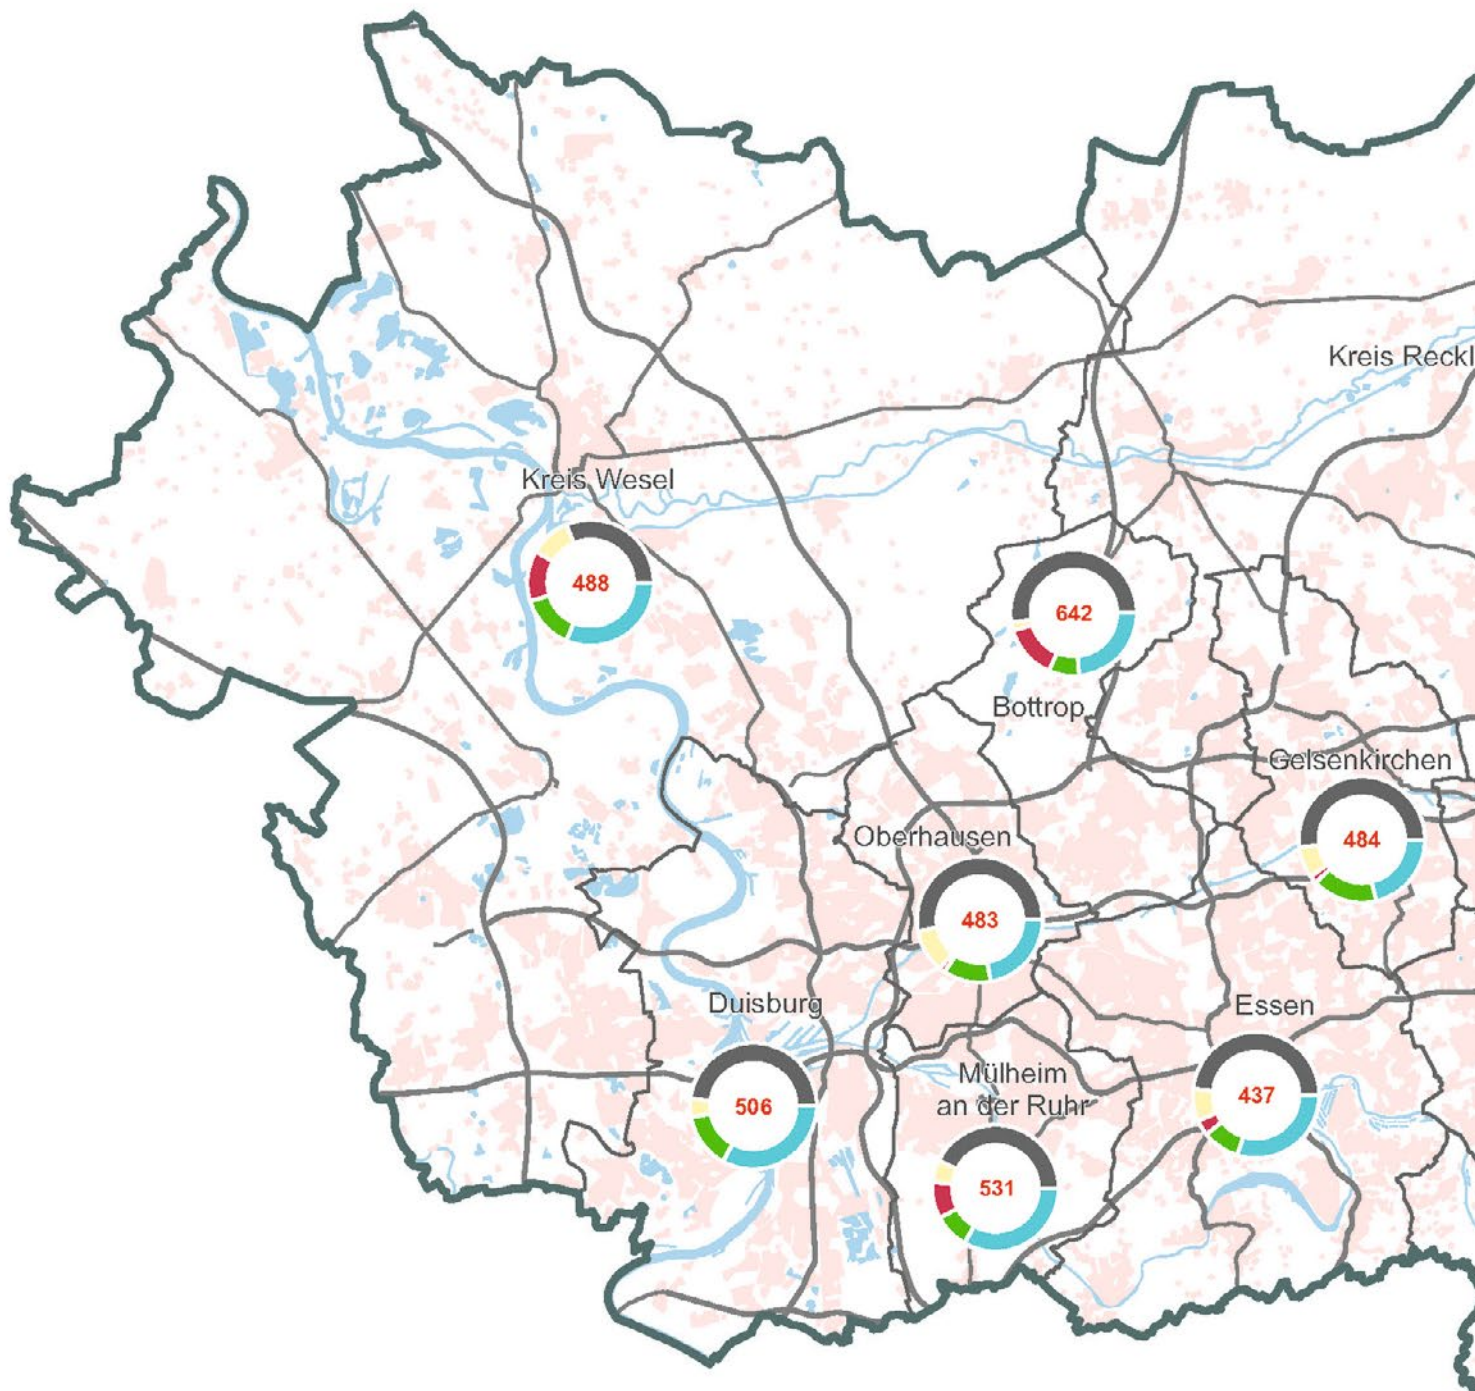 Kreis Reckl
Kreis Wesel
488
642
Bottrop
Gelsenkirchen
484
Oberhausen
483
Duisburg
506
Essen
437
Mülheim
an der Ruhr
531